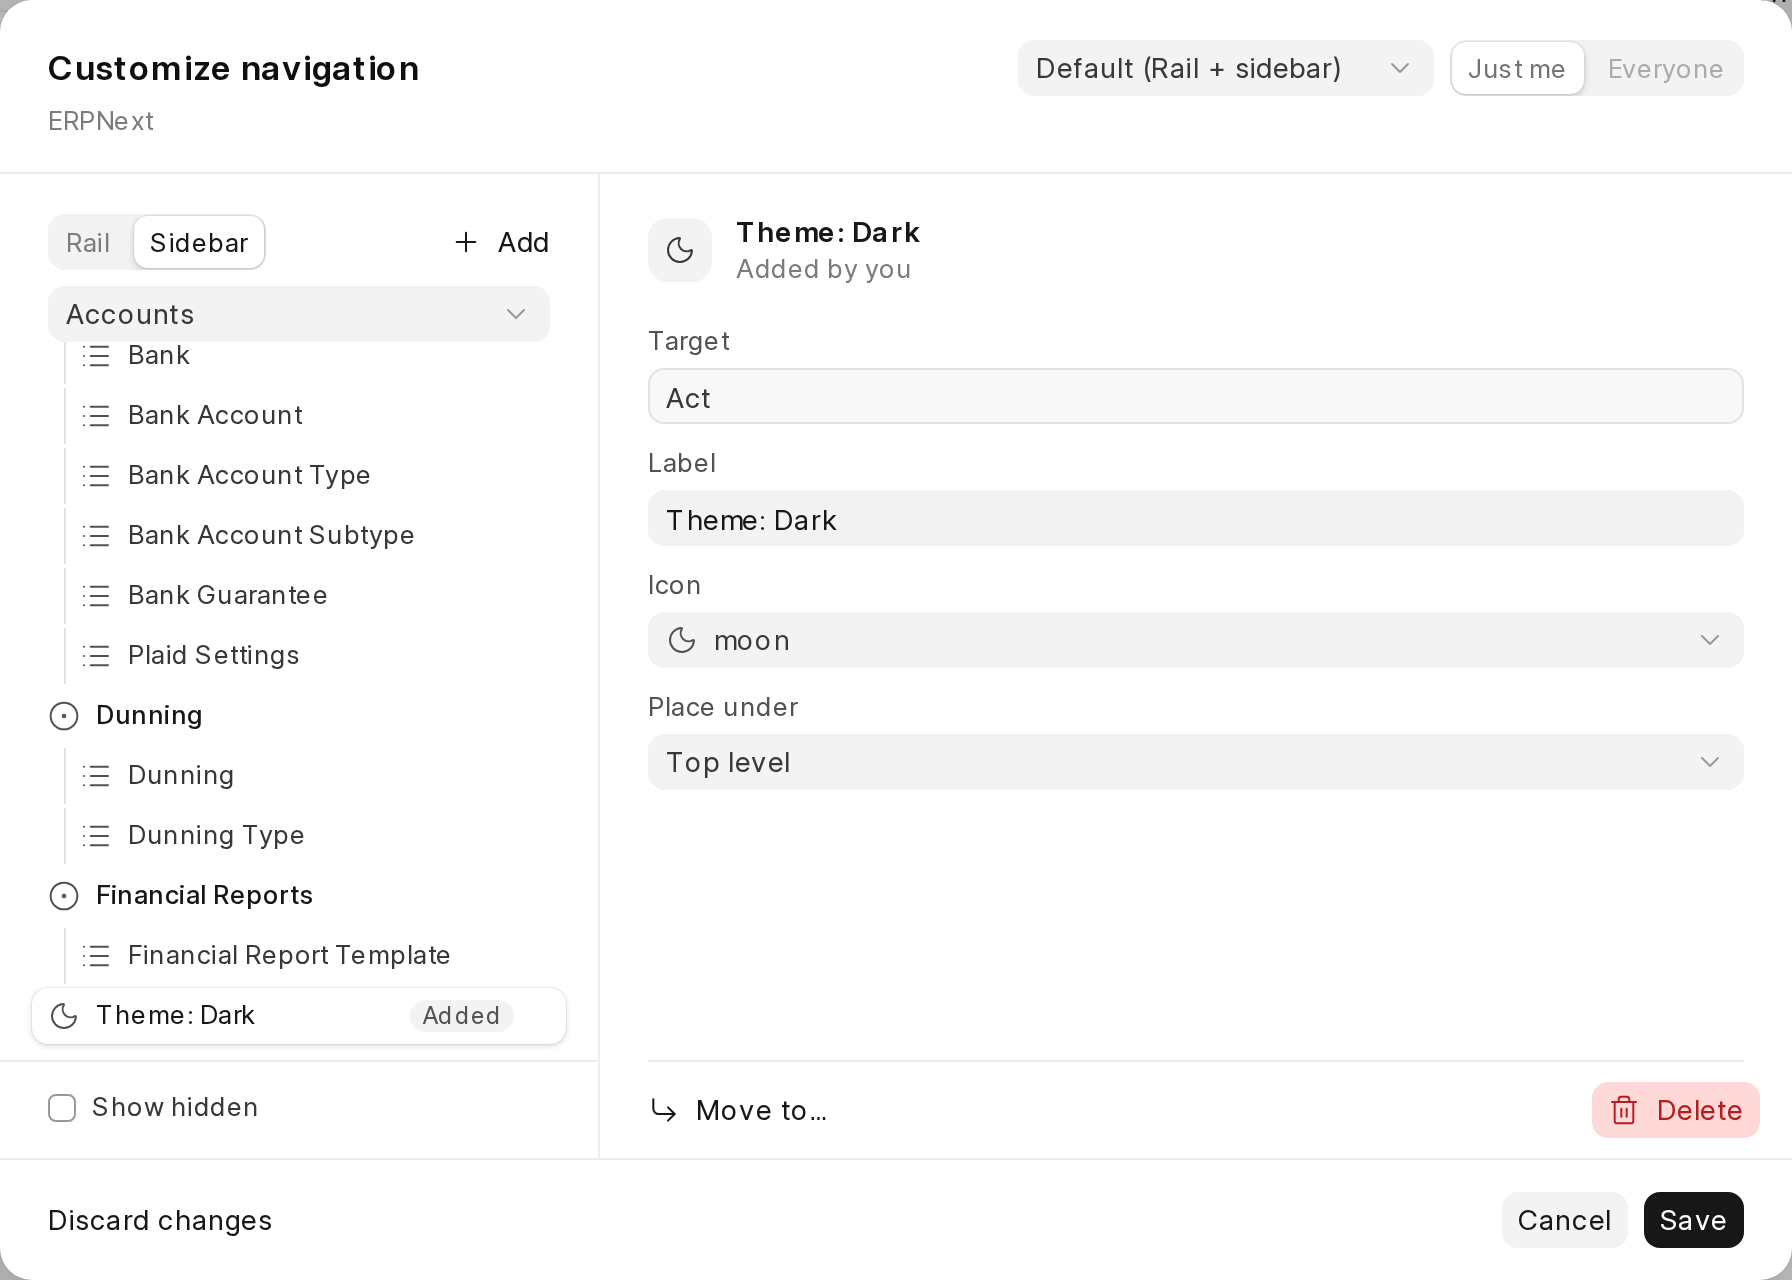 Customize navigation
ERPNext
Default (Rail + sidebar)
Just me
Everyone
Rail
Sidebar
Add
Accounts
Bank
Bank Account
Bank Account Type
Bank Account Subtype
Bank Guarantee
Plaid Settings
Dunning
Dunning
Dunning Type
Financial Reports
Financial Report Template
Theme: Dark
Added
Show hidden
Theme: Dark
Added by you
Target
Act
Label
Theme: Dark
Icon
moon
Place under
Top level
Move to...
Delete
Discard changes
Cancel
Save